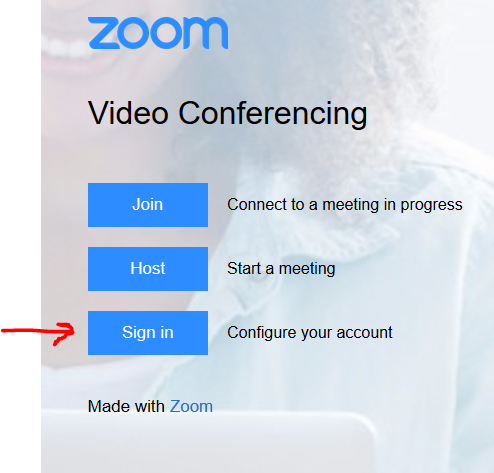 zoom
Video Conferencing
Join Connect to a meeting in progress
Host Start a meeting
Sign in Configure your account
Made with Zoom